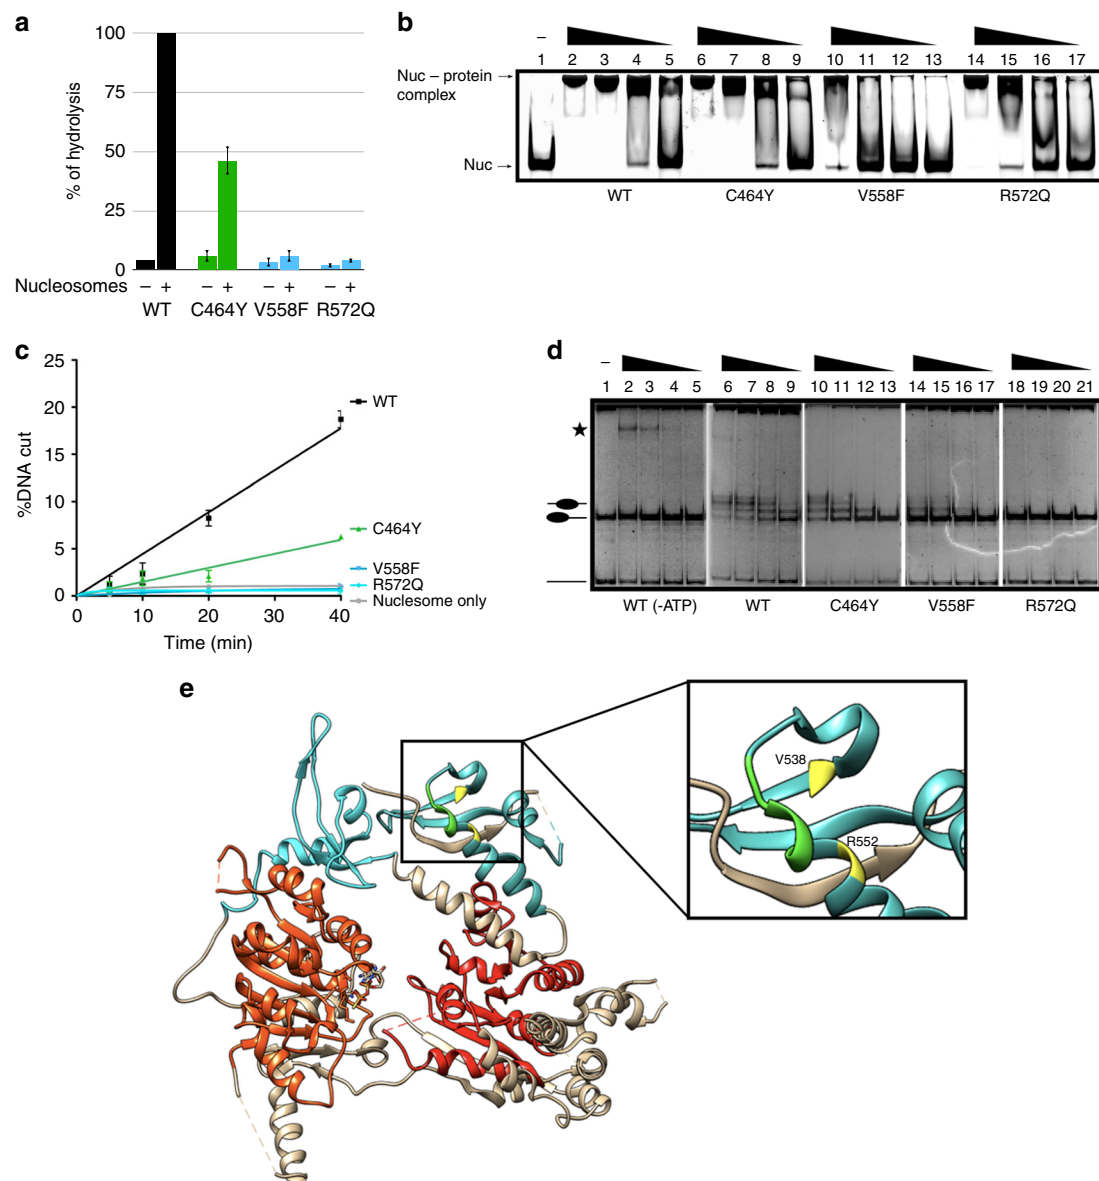 a
% of hydrolysis
100
75
50
25
0
Nucleosomes
– + – + – + – +
WT C464Y V558F R572Q
b
– 
1 2 3 4 5 6 7 8 9 10 11 12 13 14 15 16 17
Nuc – protein
complex
Nuc
WT C464Y V558F R572Q
c
%DNA cut
25
20
15
10
5
0
0 10 20 30 40
Time (min)
WT
C464Y
V558F
R572Q
Nuclesome only
d
–
1 2 3 4 5 6 7 8 9 10 11 12 13 14 15 16 17 18 19 20 21
WT (-ATP) WT C464Y V558F R572Q
e
V538
R552